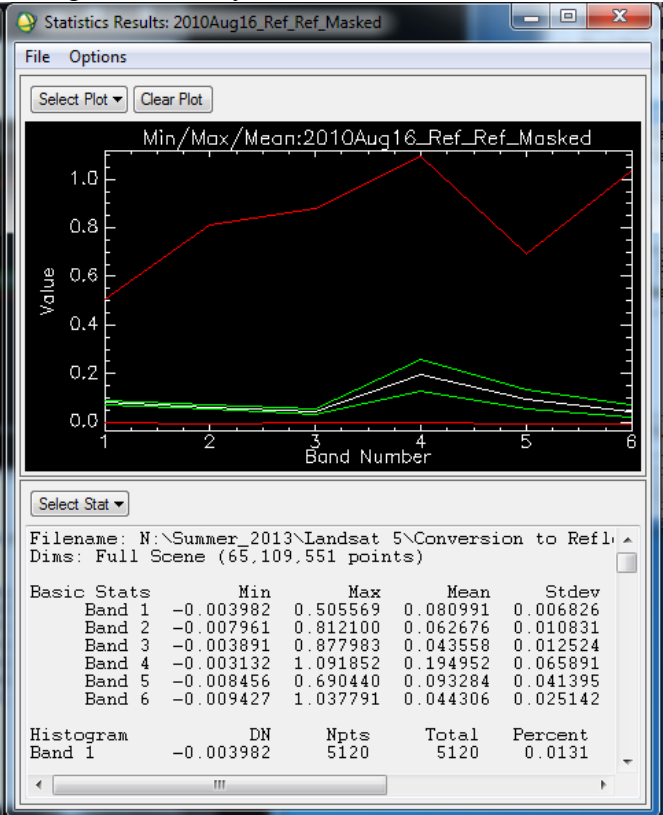 Statistics Results: 2010Aug16_Ref_Ref_Masked
File Options
Select Plot Clear Plot
Min/Max/Mean:2010Aug16_Ref_Ref_Masked
1.0
0.8
0.6
0.4
0.2
0.0
Value
1 2 3 4 5 6
Band Number
Select Stat
Filename: N:\Summer_2013\Landsat 5\Conversion to Refl
Dims: Full Scene (65,109,551 points)
Basic Stats Min Max Mean Stdev
Band 1 -0.003982 0.505569 0.080991 0.006826
Band 2 -0.007961 0.812100 0.062676 0.010831
Band 3 -0.003891 0.877983 0.043558 0.012524
Band 4 -0.003132 1.091852 0.194952 0.065891
Band 5 -0.008456 0.690440 0.093284 0.041395
Band 6 -0.009427 1.037791 0.044306 0.025142
Histogram DN Npts Total Percent
Band 1 -0.003982 5120 5120 0.0131